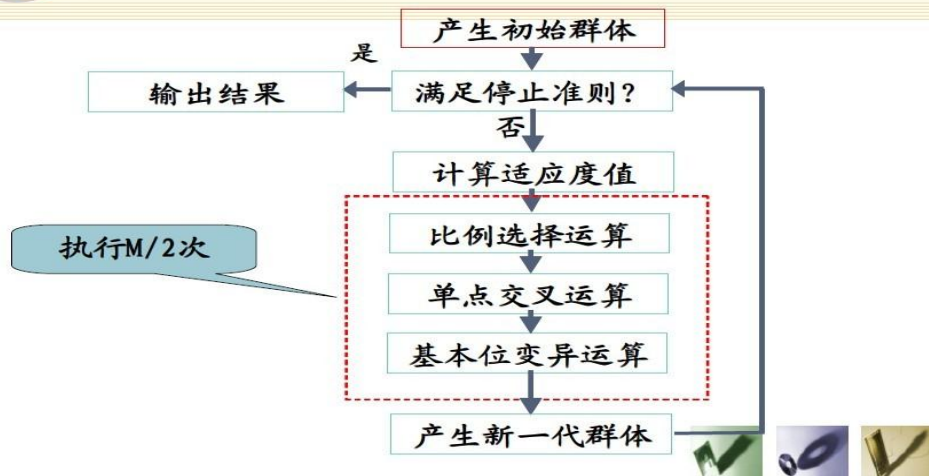 产生初始群体
是
输出结果
满足停止准则?
否
计算适应度值
比例选择运算
执行M/2次
单点交叉运算
基本位变异运算
产生新一代群体